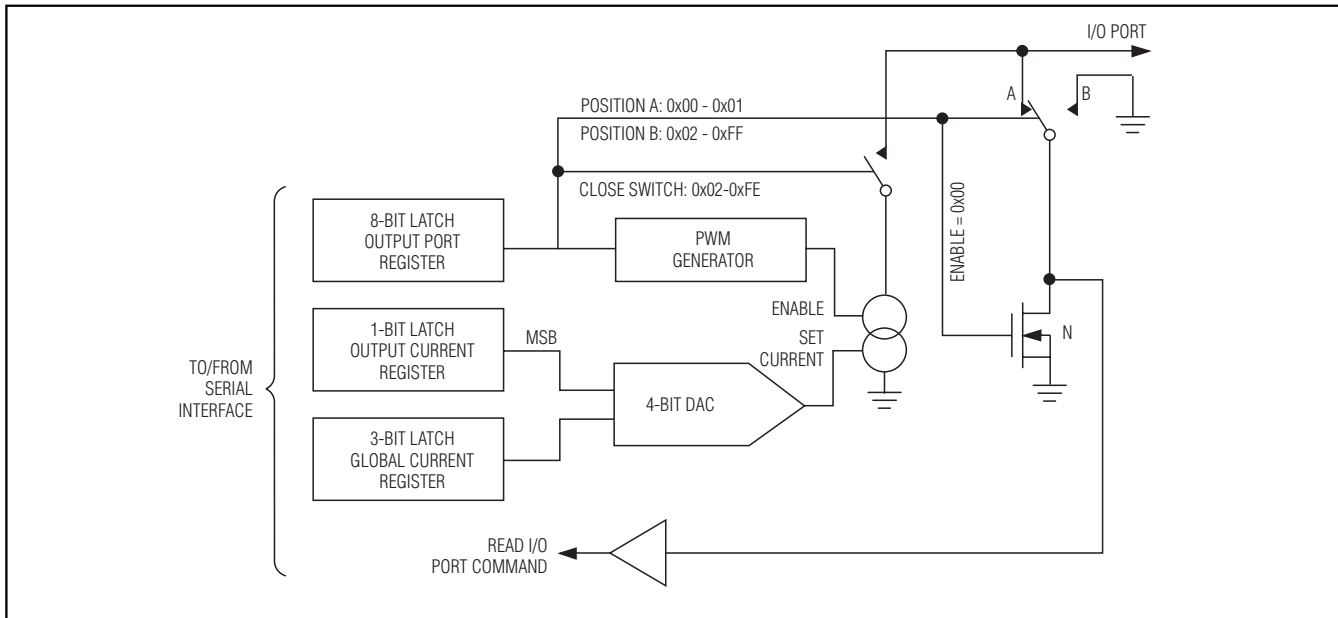 I/O PORT
A
B
POSITION A: 0x00 - 0x01
POSITION B: 0x02 - 0xFF
CLOSE SWITCH: 0x02-0xFE
ENABLE = 0x00
8-BIT LATCH
OUTPUT PORT
REGISTER
PWM
GENERATOR
ENABLE
SET
CURRENT
N
1-BIT LATCH
OUTPUT CURRENT
REGISTER
MSB
TO/FROM
SERIAL
INTERFACE
4-BIT DAC
3-BIT LATCH
GLOBAL CURRENT
REGISTER
READ I/O
PORT COMMAND